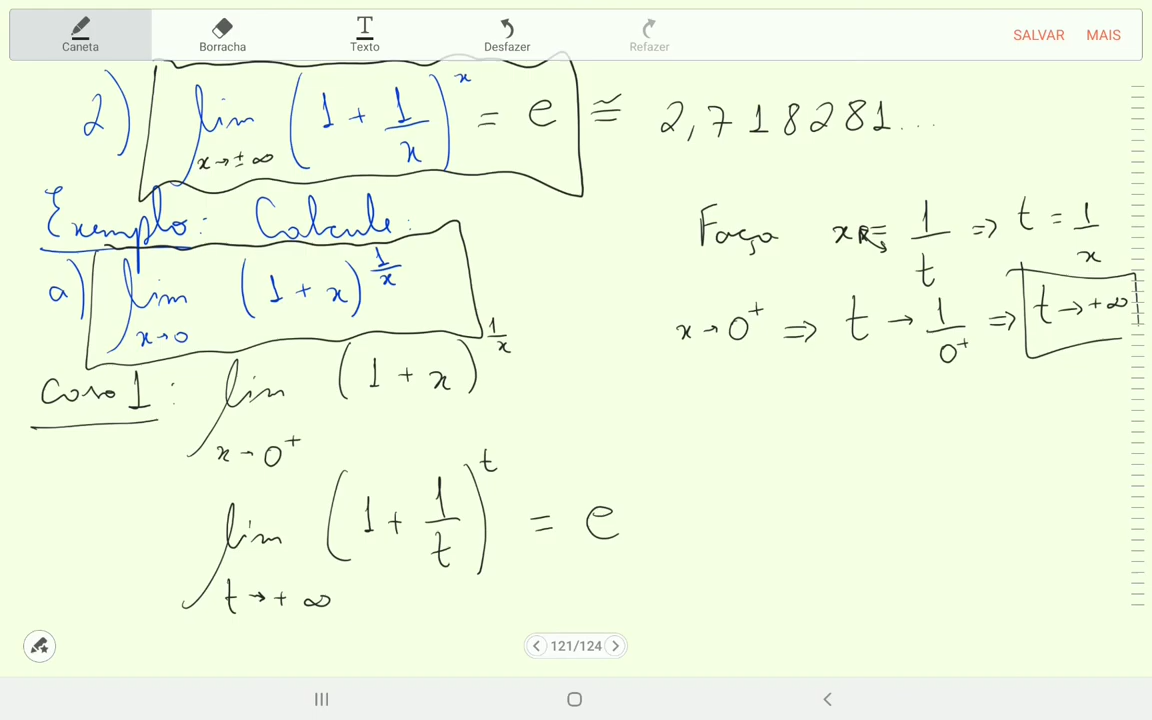 Caneta Borracha Texto Desfazer Refazer SALVAR MAIS
2) lim x→±∞ (1 + 1/x)^x = e ≅ 2,718281...
Exemplo: Calcule:
a) lim x→0 (1 + x)^(1/x)
Faço x = 1/t ⇒ t = 1/x
x→0⁺ ⇒ t → 1/0⁺ ⇒ t→+∞
Caso 1: lim x→0⁺ (1 + x)^(1/x)
lim t→+∞ (1 + 1/t)^t = e
121/124